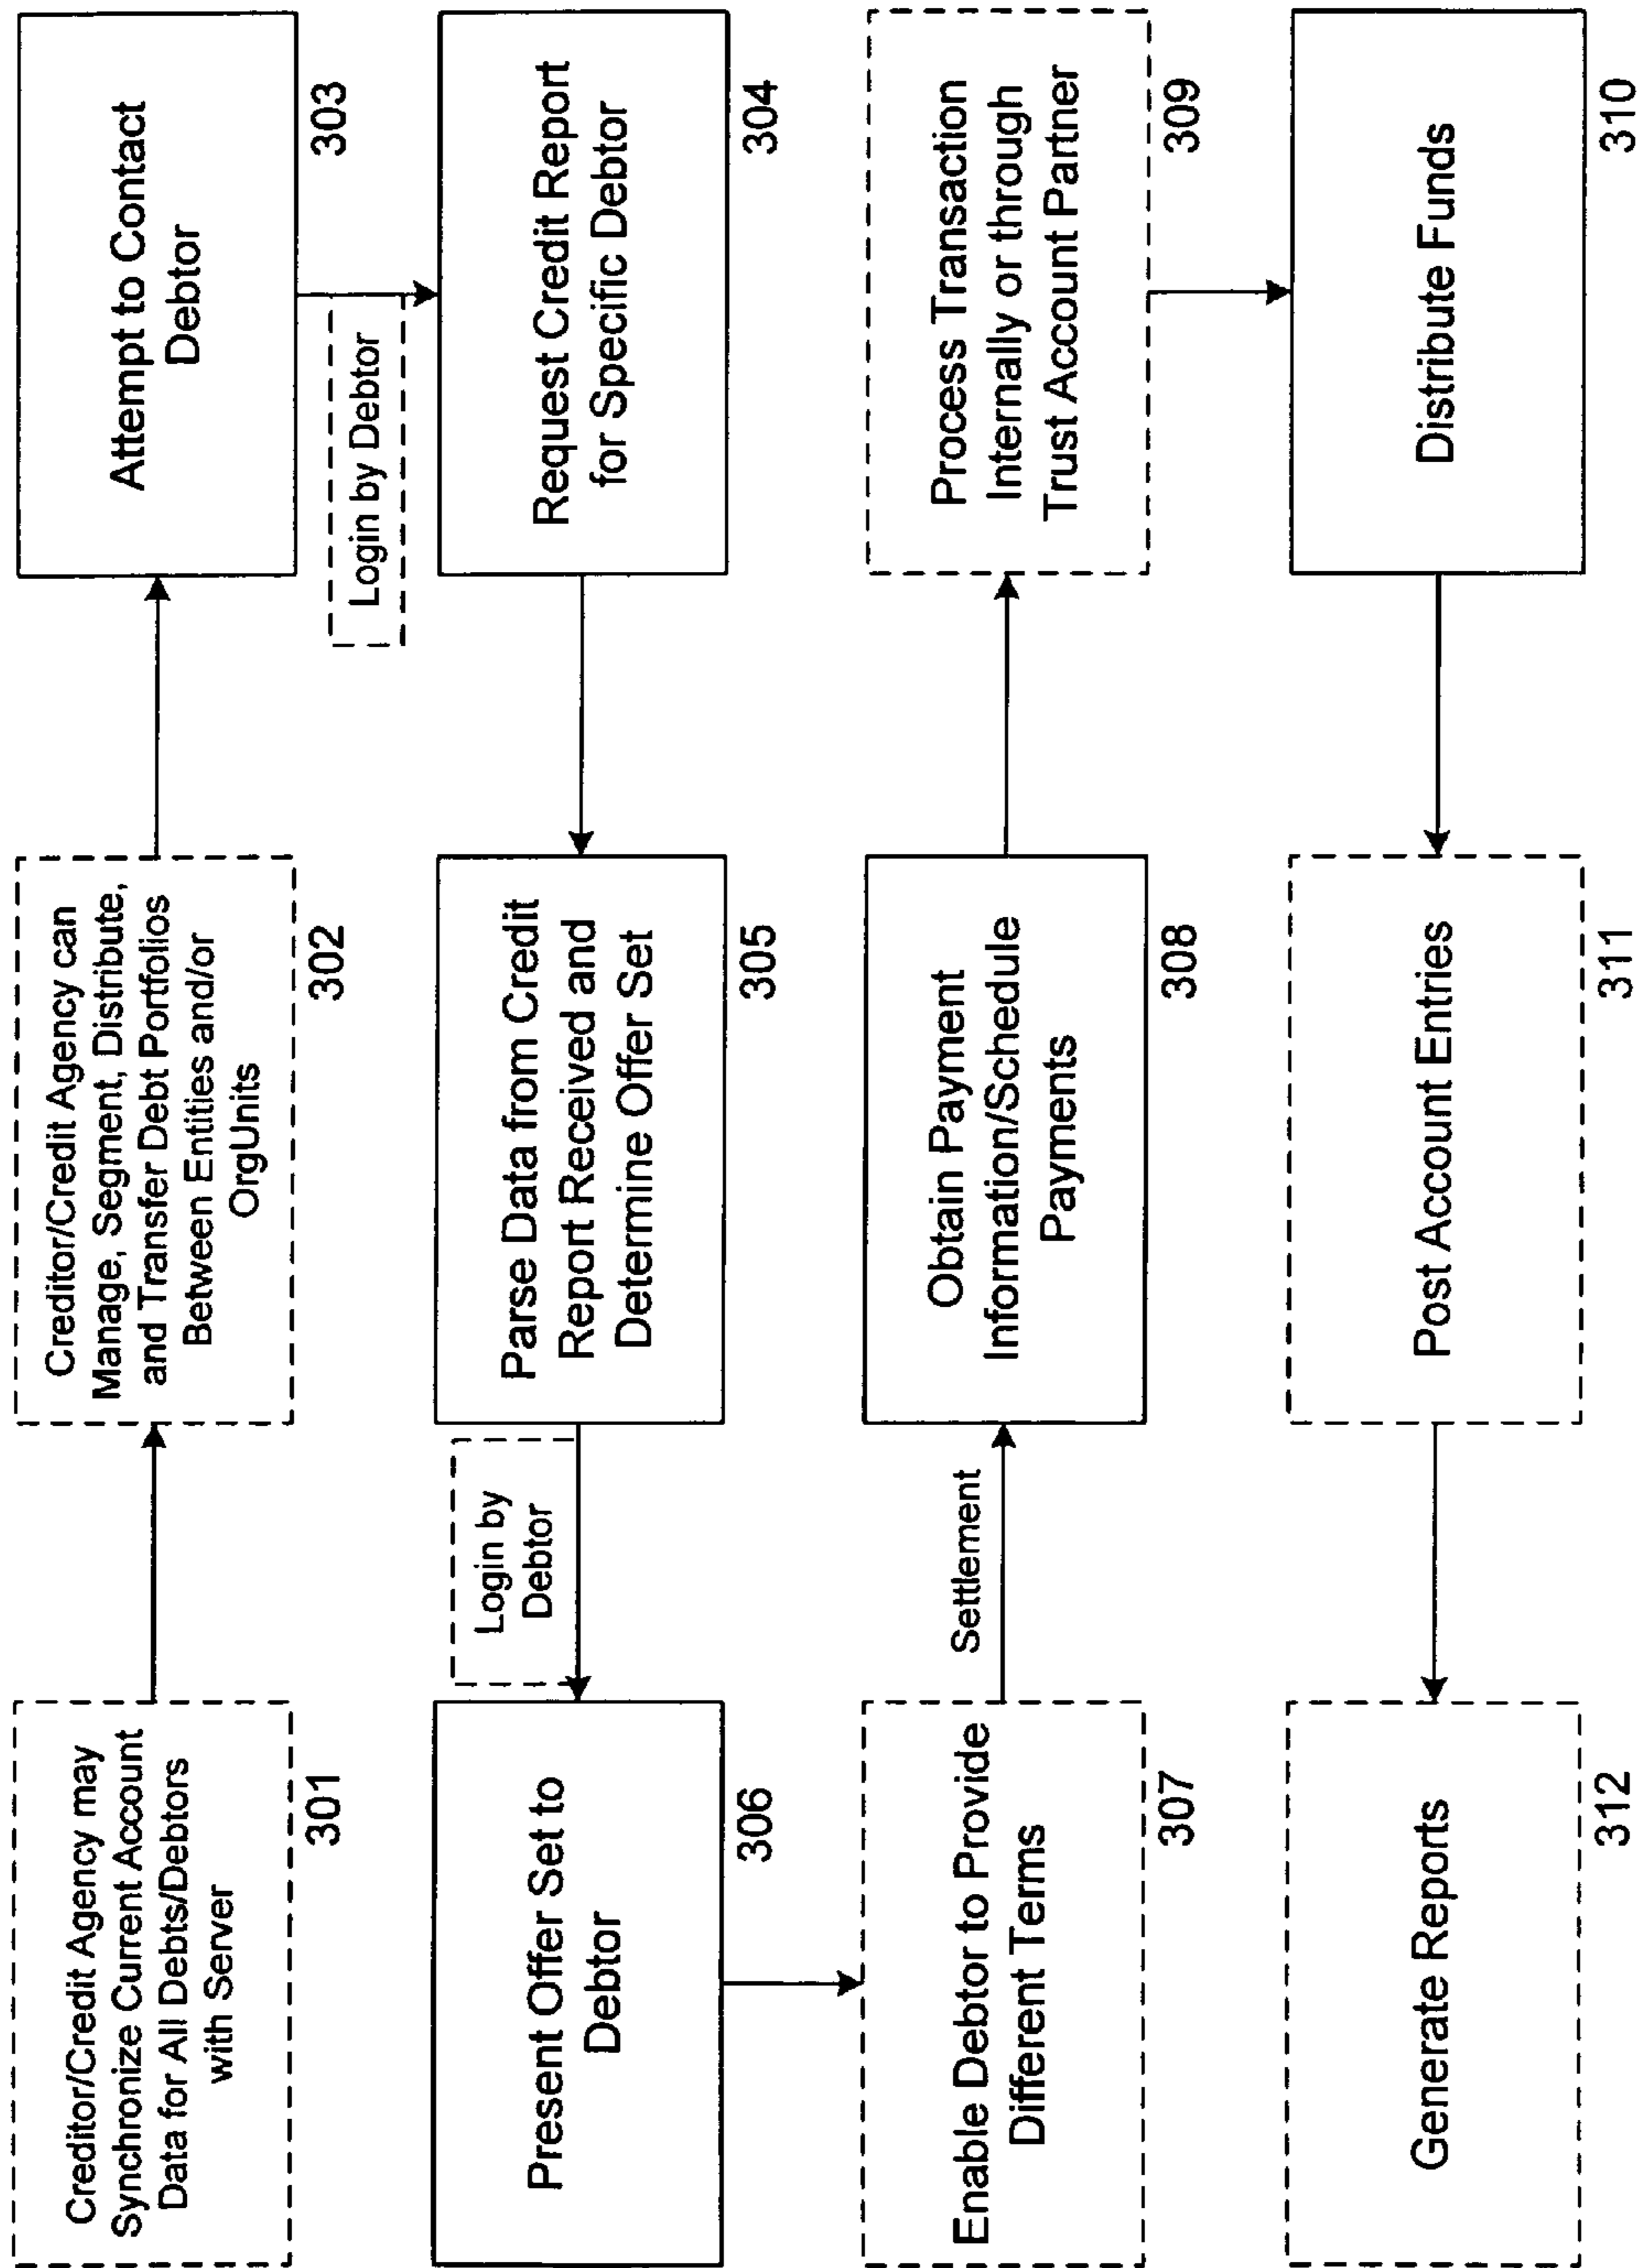 Creditor/Credit Agency may
Synchronize Current Account
Data for All Debts/Debtors
with Server
301
Creditor/Credit Agency can
Manage, Segment, Distribute,
and Transfer Debt Portfolios
Between Entities and/or
OrgUnits
302
Attempt to Contact
Debtor
303
Login by Debtor
Request Credit Report
for Specific Debtor
304
Parse Data from Credit
Report Received and
Determine Offer Set
305
Login by
Debtor
Present Offer Set to
Debtor
306
Enable Debtor to Provide
Different Terms
307
Settlement
Obtain Payment
Information/Schedule
Payments
308
Process Transaction
Internally or through
Trust Account Partner
309
Distribute Funds
310
Post Account Entries
311
Generate Reports
312